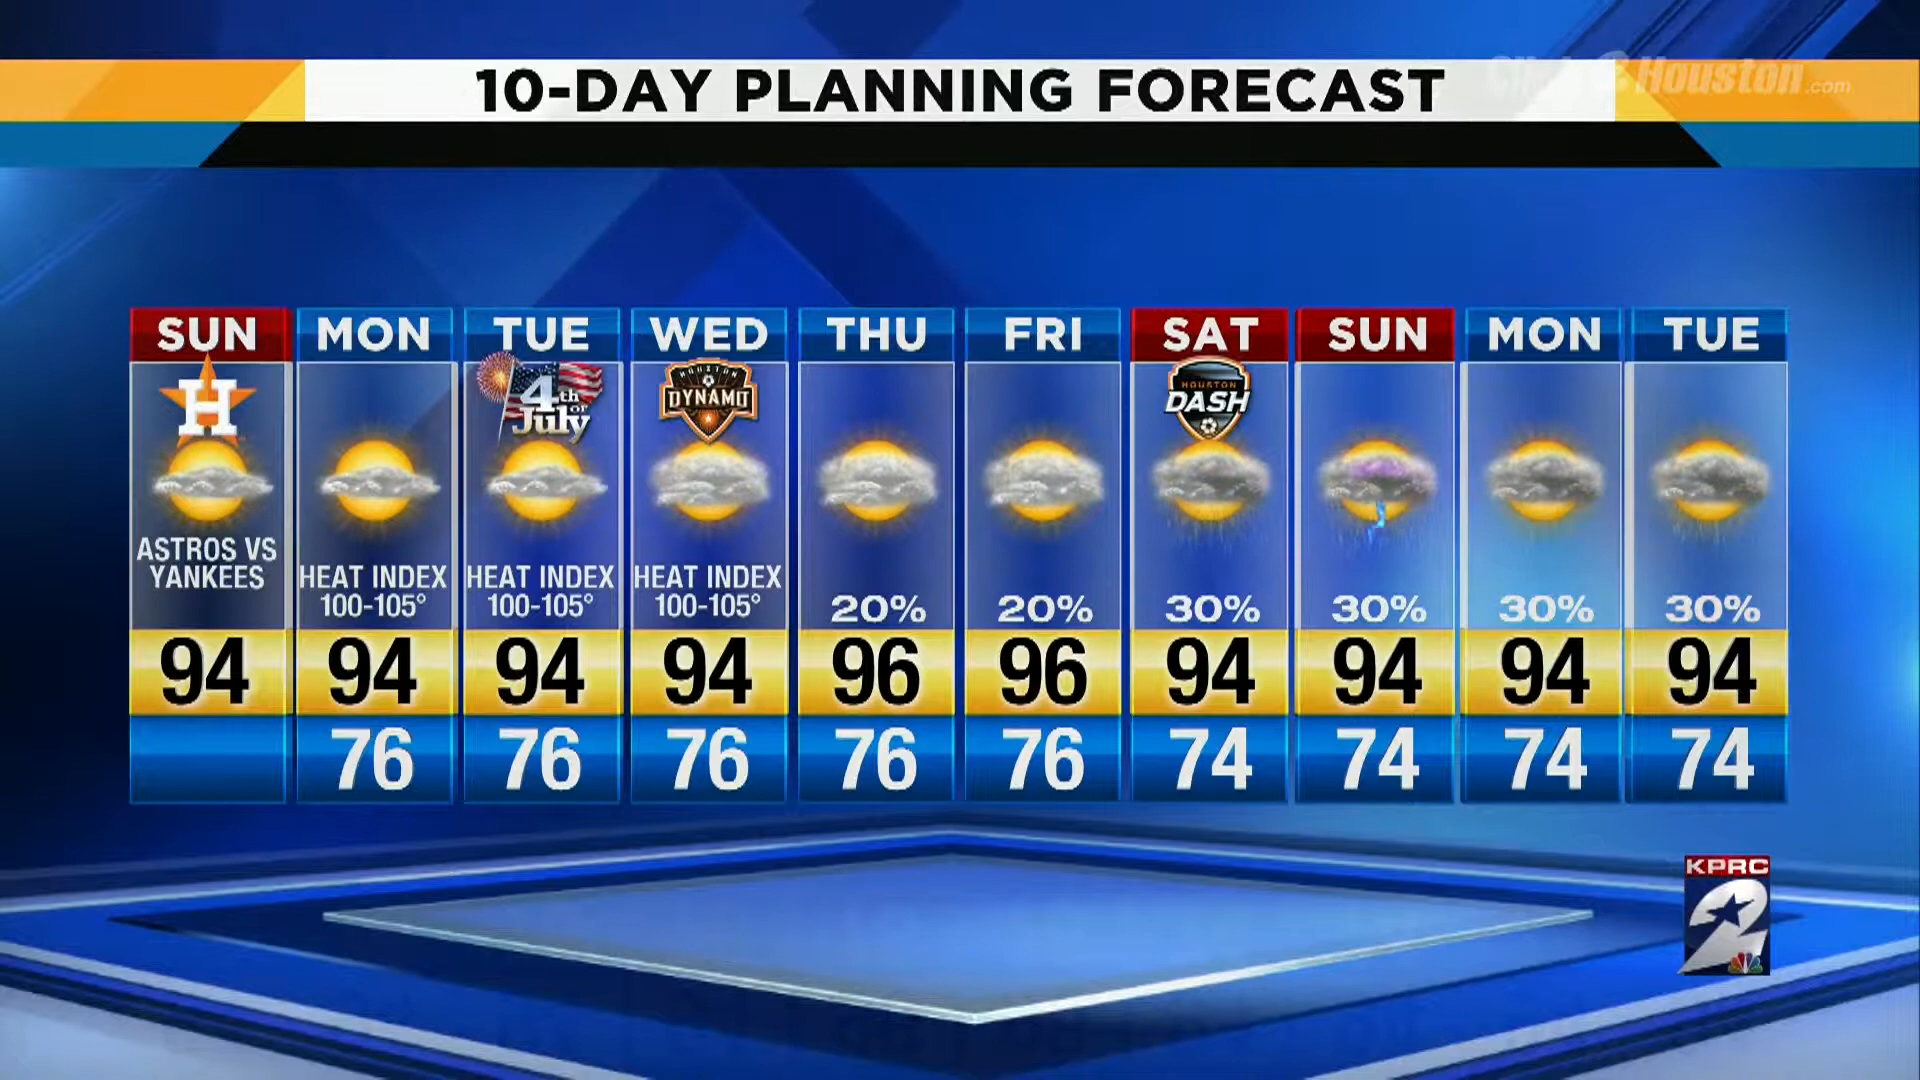 10-DAY PLANNING FORECAST
Click2Houston.com
SUN MON TUE WED THU FRI SAT SUN MON TUE
H
4th of July
HOUSTON DYNAMO
HOUSTON DASH
ASTROS VS YANKEES
HEAT INDEX 100-105°
HEAT INDEX 100-105°
HEAT INDEX 100-105°
20% 20% 30% 30% 30% 30%
94 94 94 94 96 96 94 94 94 94
76 76 76 76 76 74 74 74 74
KPRC
2